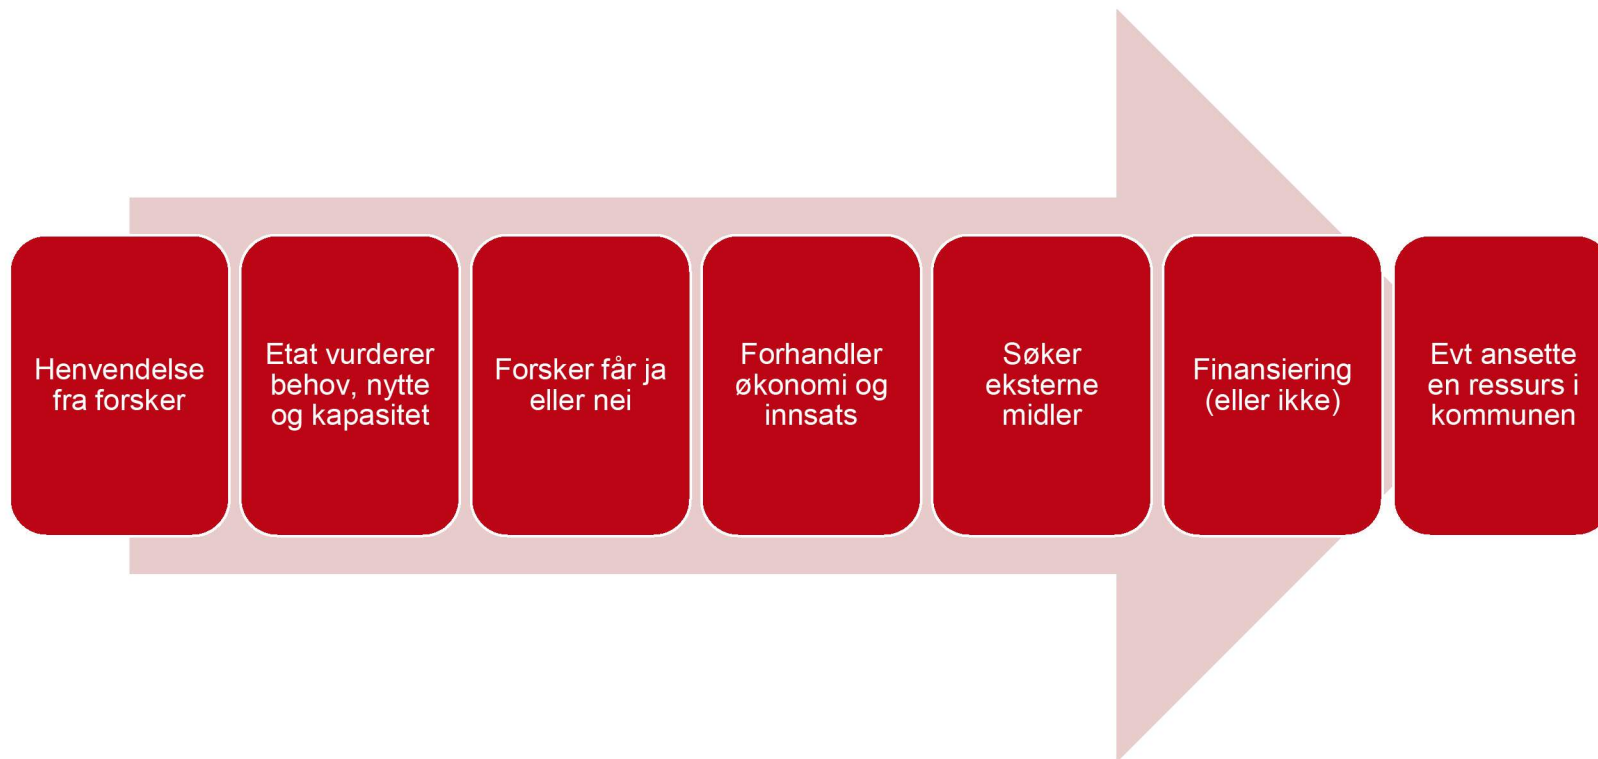 Henvendelse
fra forsker
Etat vurderer
behov, nytte
og kapasitet
Forsker får ja
eller nei
Forhandler
økonomi og
innsats
Søker
eksterne
midler
Finansiering
(eller ikke)
Evt ansette
en ressurs i
kommunen